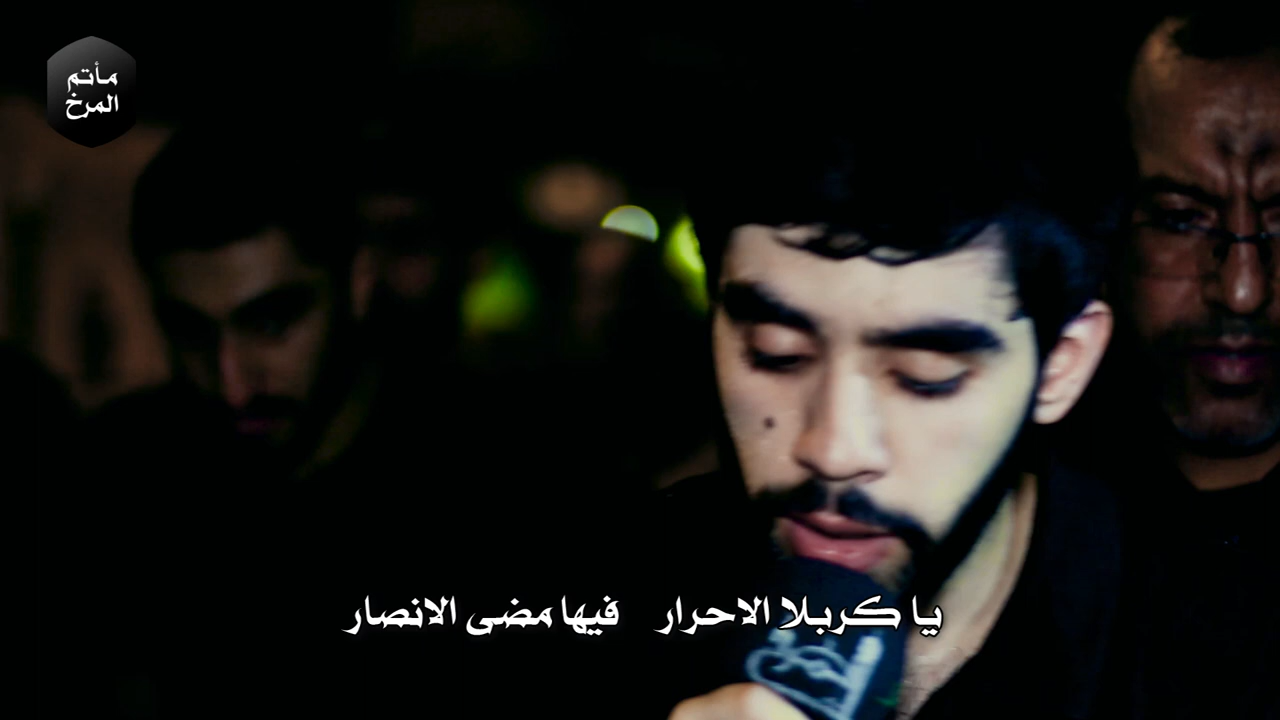 مأتم
المرخ
يا كربلا الاحرار فيها مضى الانصار